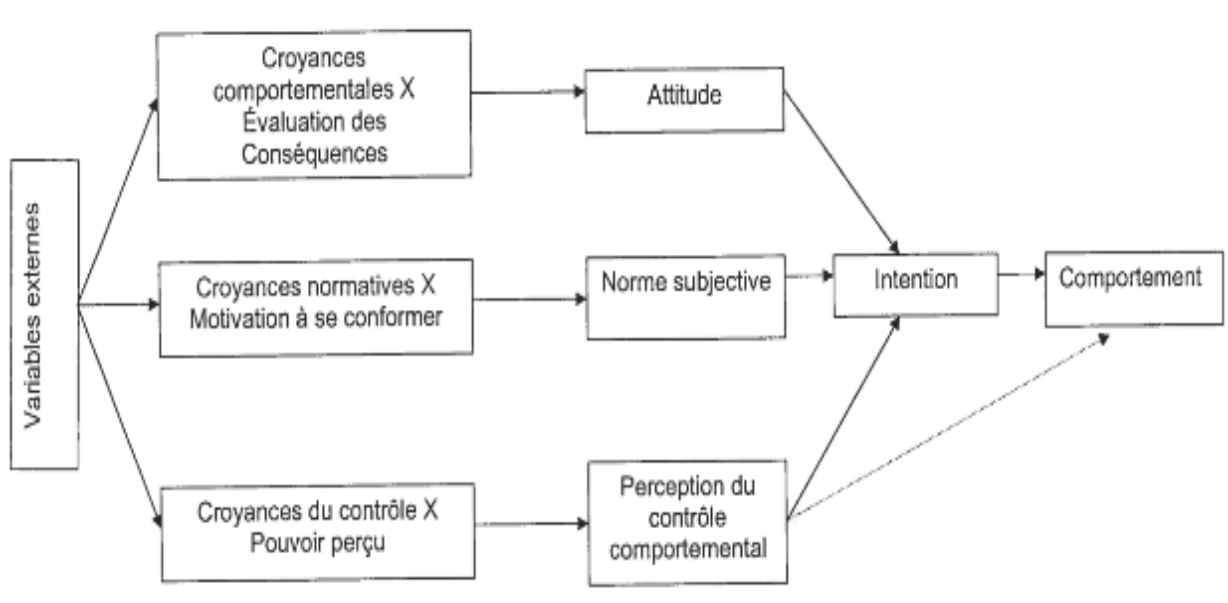 Variables externes
Croyances
comportementales X
Évaluation des
Conséquences
Attitude
Croyances normatives X
Motivation à se conformer
Norme subjective
Intention
Comportement
Croyances du contrôle X
Pouvoir perçu
Perception du
contrôle
comportemental